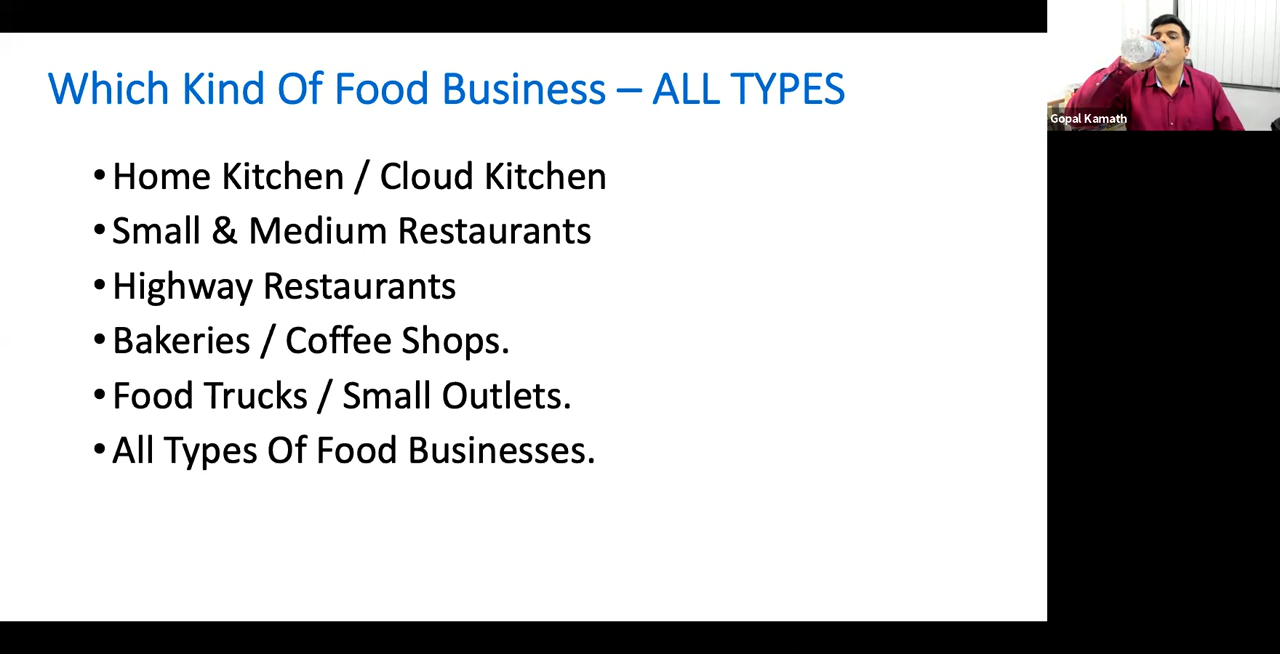 Which Kind Of Food Business – ALL TYPES
• Home Kitchen / Cloud Kitchen
• Small & Medium Restaurants
• Highway Restaurants
• Bakeries / Coffee Shops.
• Food Trucks / Small Outlets.
• All Types Of Food Businesses.
Gopal Kamath